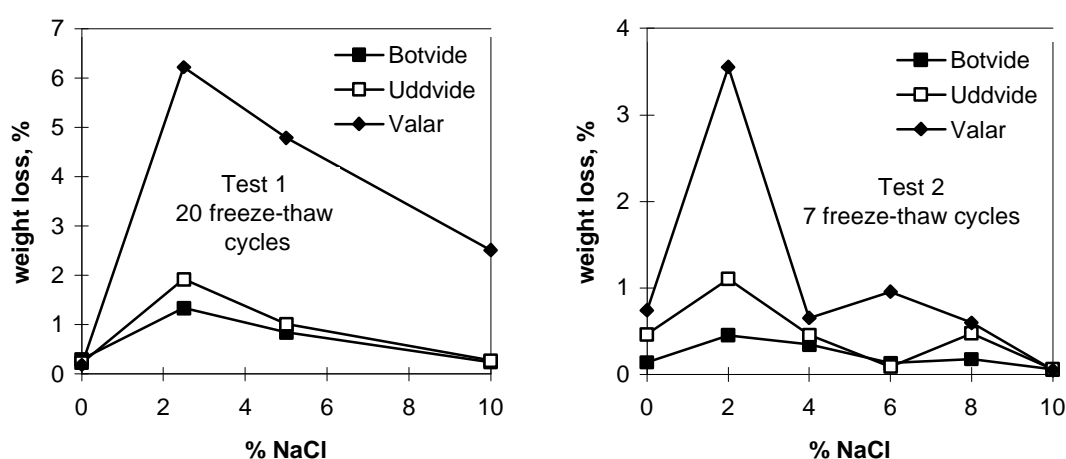 7
6
5
4
3
2
1
0
weight loss, %
Botvide
Uddvide
Valar
Test 1
20 freeze-thaw
cycles
0 2 4 6 8 10
% NaCl
4
3
2
1
0
weight loss, %
Botvide
Uddvide
Valar
Test 2
7 freeze-thaw cycles
0 2 4 6 8 10
% NaCl